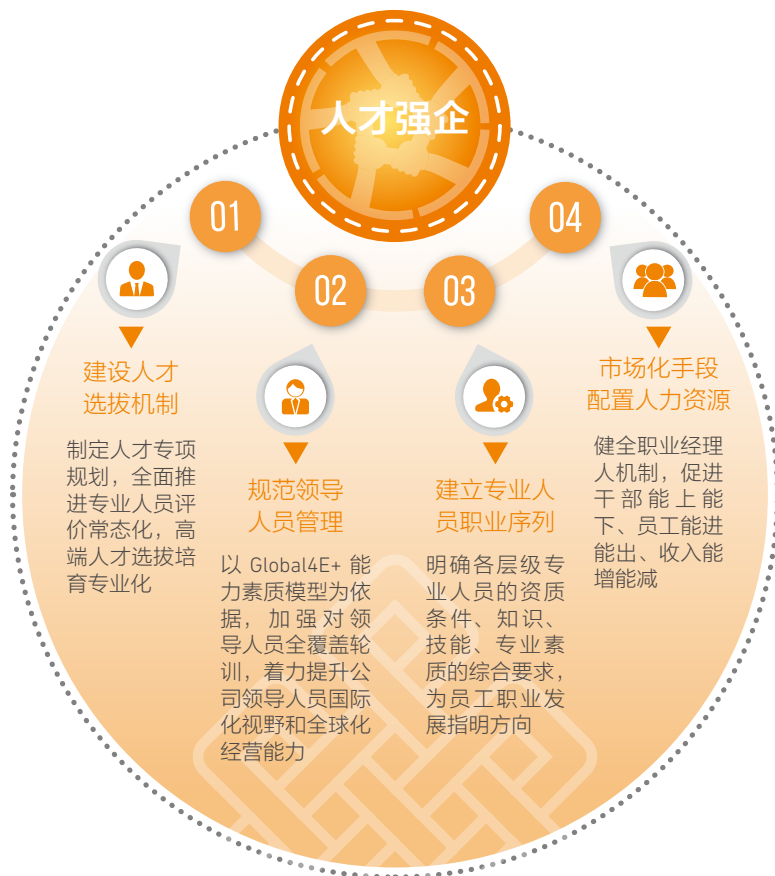 人才强企
01
建设人才
选拔机制
制定人才专项
规划，全面推
进专业人员评
价常态化，高
端人才选拔培
育专业化
02
规范领导
人员管理
以 Global4E+ 能
力素质模型为依
据，加强对领
导人员全覆盖轮
训，着力提升公
司领导人员国际
化视野和全球化
经营能力
03
建立专业人
员职业序列
明确各层级专
业人员的资质
条件、知识、
技能、专业素
质的综合要求，
为员工职业发
展指明方向
04
市场化手段
配置人力资源
健全职业经理
人机制，促进
干部能上能
下、员工能进
能出、收入能
增能减